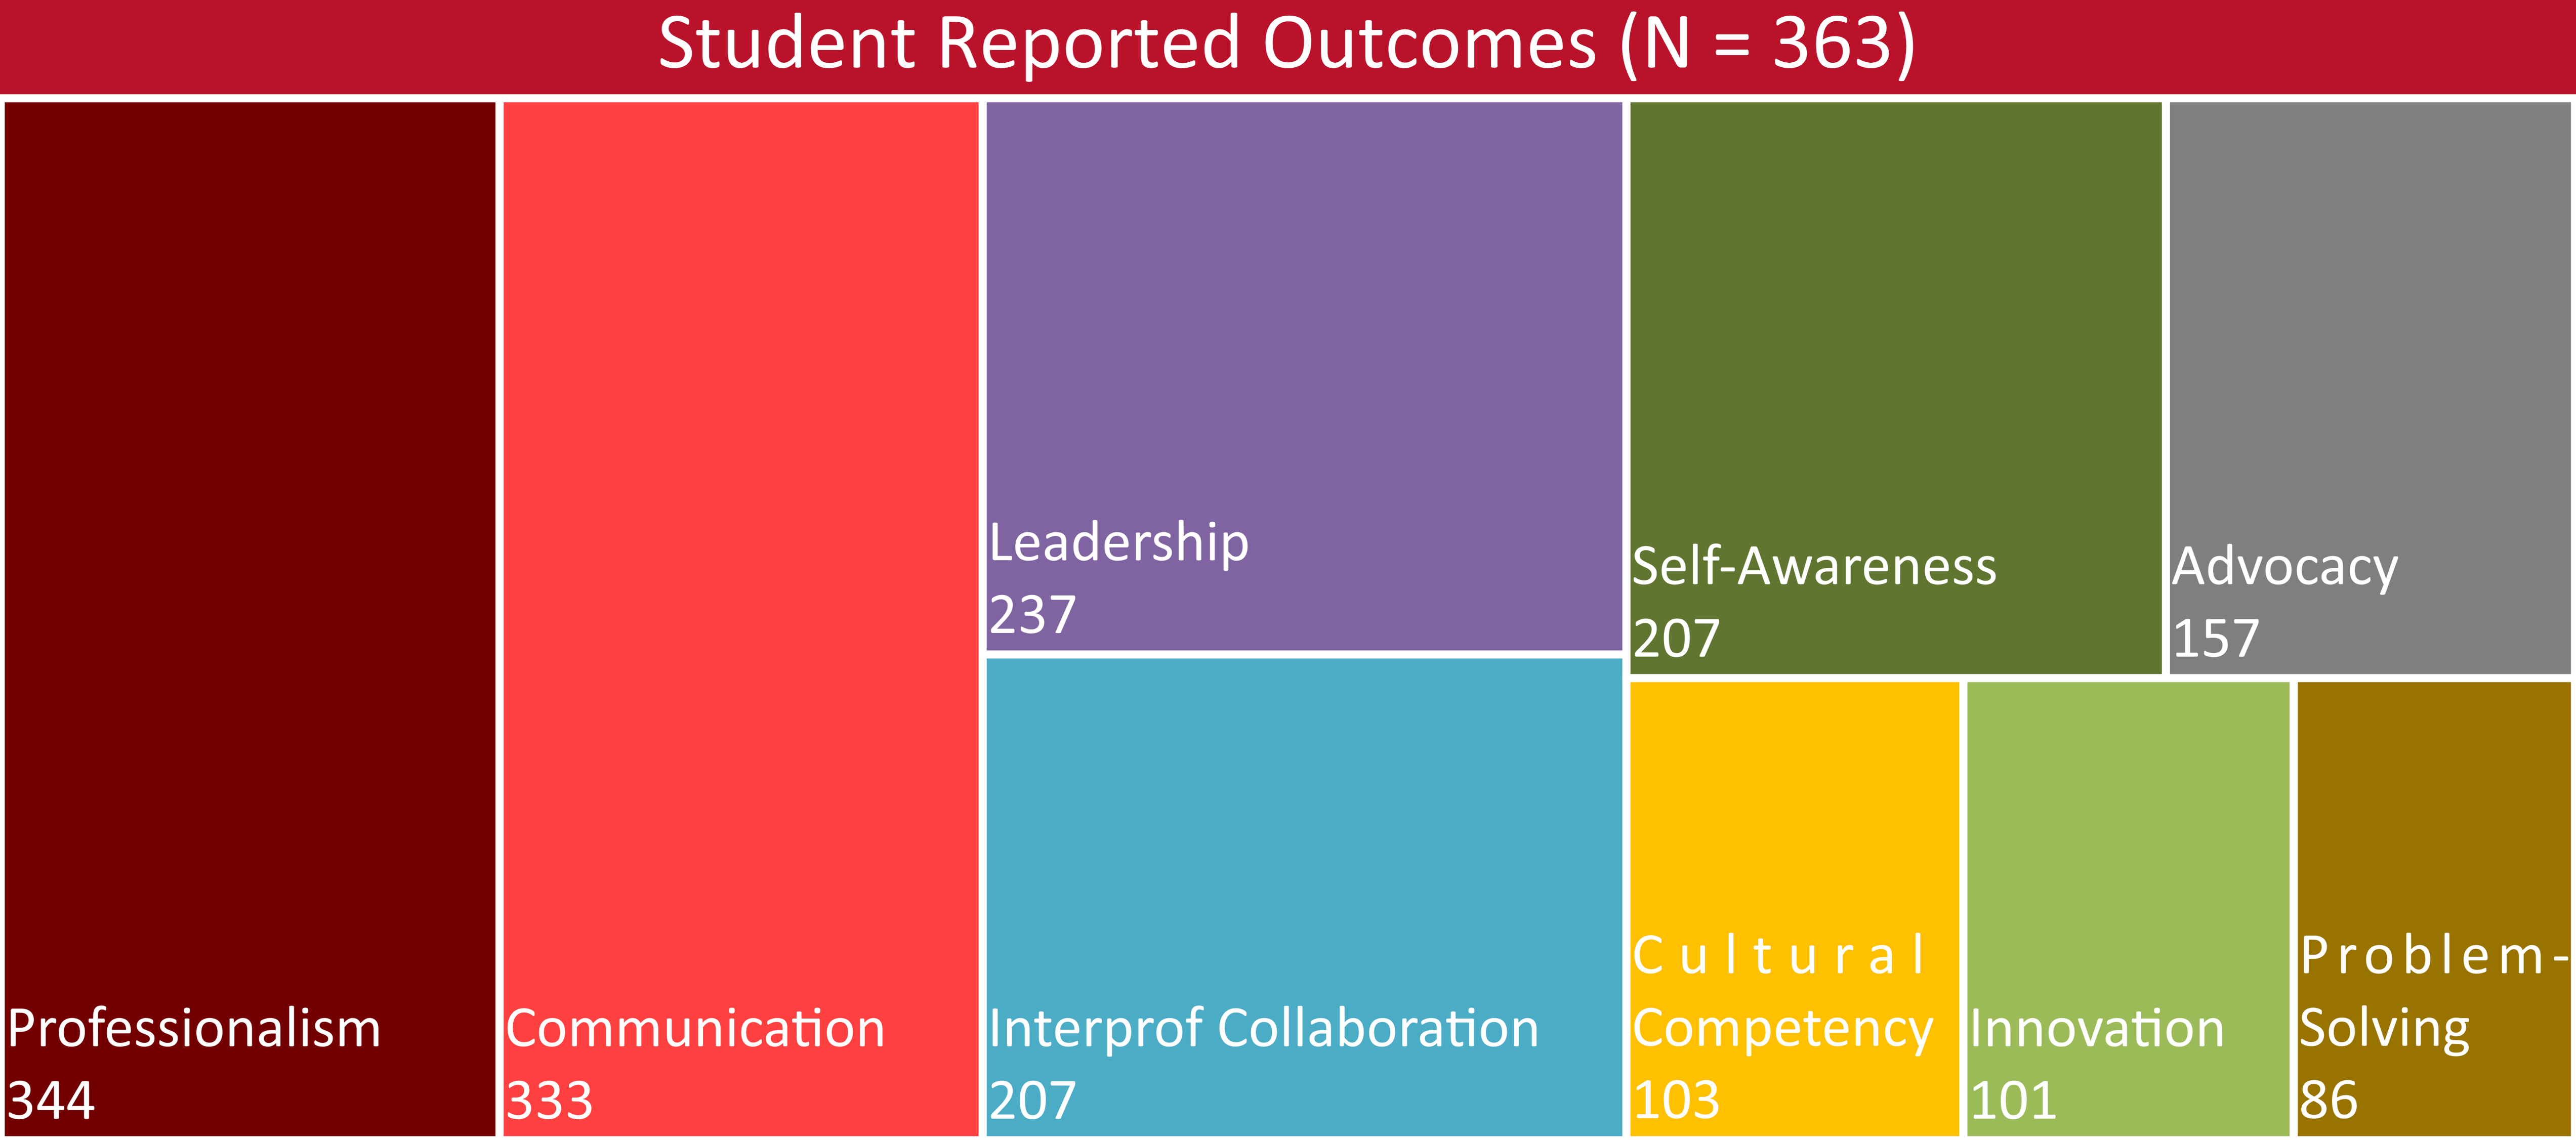 Student Reported Outcomes (N = 363)
Professionalism
344
Communication
333
Leadership
237
Interprof Collaboration
207
Self-Awareness
207
Advocacy
157
Cultural
Competency
103
Innovation
101
Problem-
Solving
86